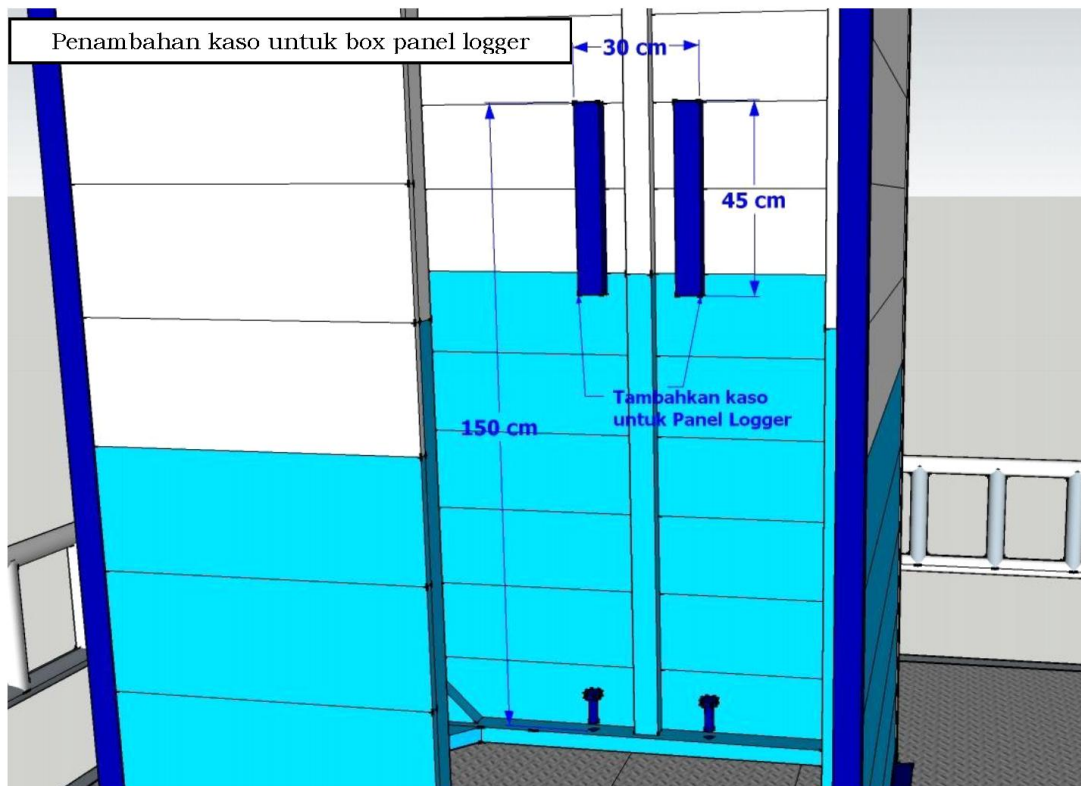 Penambahan kaso untuk box panel logger
30 cm
45 cm
Tambahkan kaso
untuk Panel Logger
150 cm